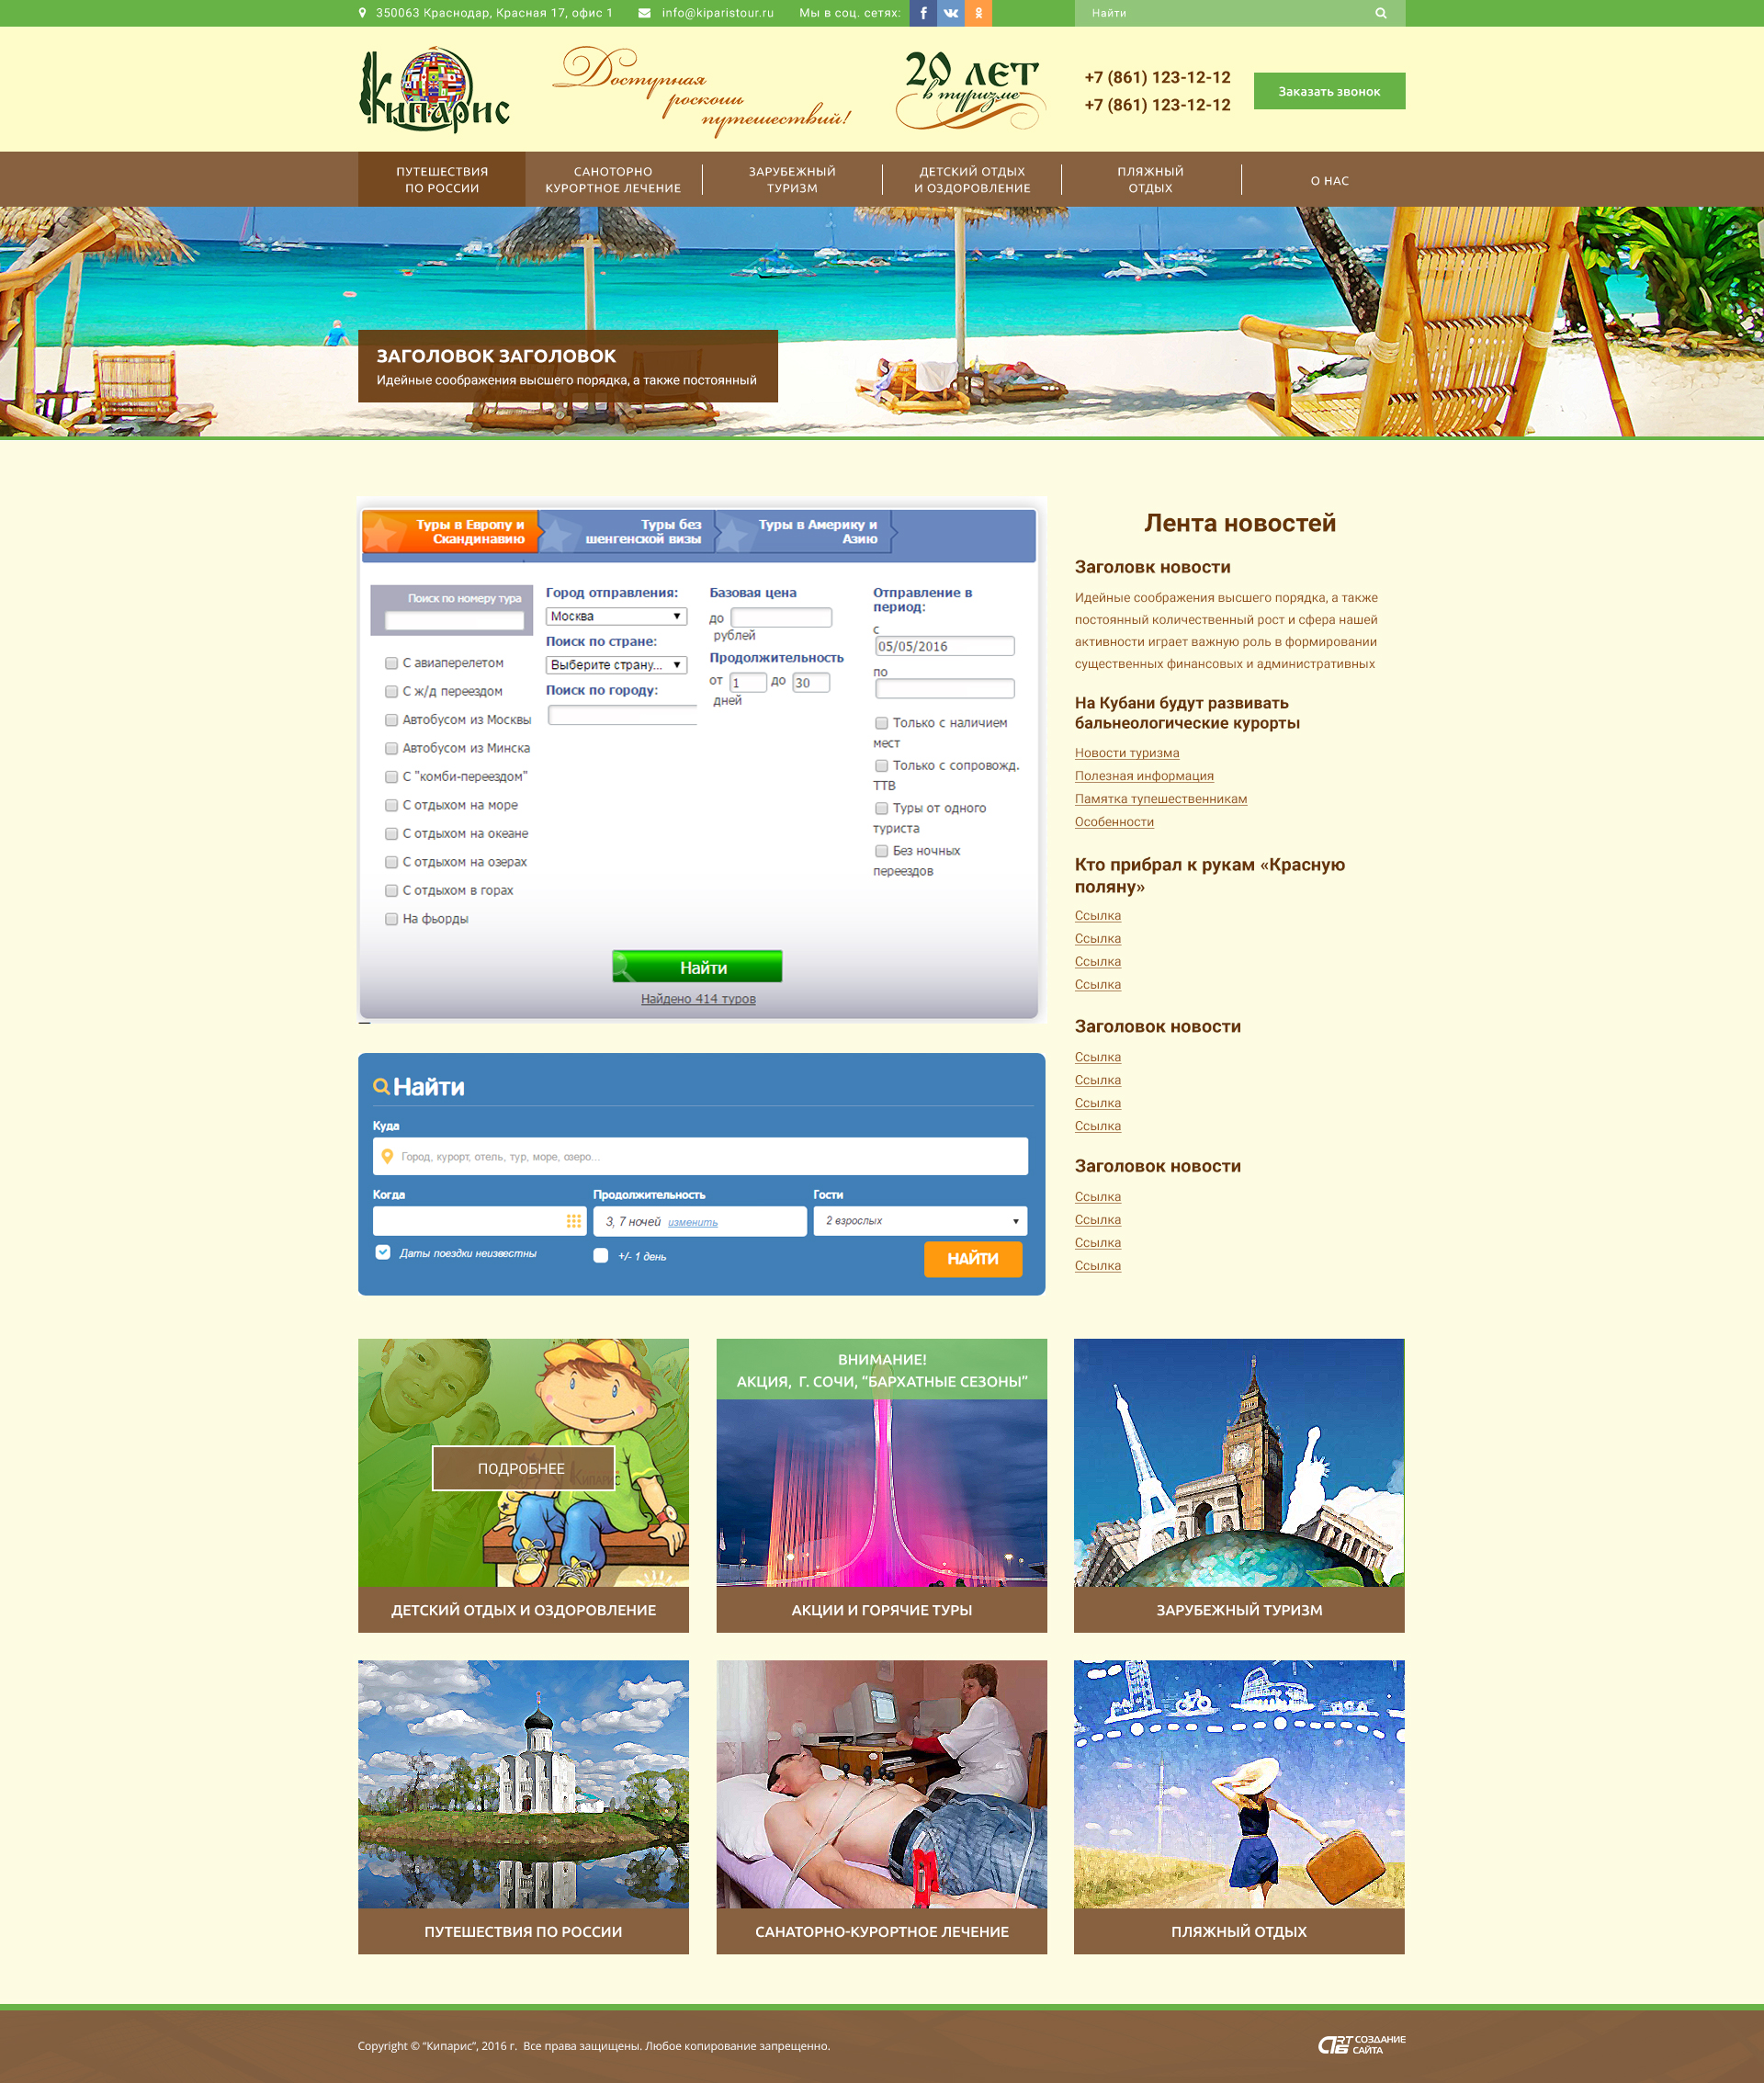 350063 Краснодар, Красная 17, офис 1
info@kiparistour.ru
Мы в соц. сетях:
Найти
Кипарис
Доступная
роскошь
путешествий!
20 лет
в туризме
+7 (861) 123-12-12
+7 (861) 123-12-12
Заказать звонок
ПУТЕШЕСТВИЯ
ПО РОССИИ
САНОТОРНО
КУРОРТНОЕ ЛЕЧЕНИЕ
ЗАРУБЕЖНЫЙ
ТУРИЗМ
ДЕТСКИЙ ОТДЫХ
И ОЗДОРОВЛЕНИЕ
ПЛЯЖНЫЙ
ОТДЫХ
О НАС
ЗАГОЛОВОК ЗАГОЛОВОК
Идейные соображения высшего порядка, а также постоянный
Туры в Европу и
Скандинавию
Туры без
шенгенской визы
Туры в Америку и
Азию
Поиск по номеру тура
С авиаперелетом
С ж/д переездом
Автобусом из Москвы
Автобусом из Минска
С "комби-переездом"
С отдыхом на море
С отдыхом на океане
С отдыхом на озерах
С отдыхом в горах
На фьорды
Город отправления:
Москва
Поиск по стране:
Выберите страну...
Поиск по городу:
Базовая цена
до
рублей
Продолжительность
от 1 до 30
дней
Отправление в
период:
с
05/05/2016
по
Только с наличием
мест
Только с сопровожд.
ТТВ
Туры от одного
туриста
Без ночных
переездов
Найти
Найдено 414 туров
Лента новостей
Заголовк новости
Идейные соображения высшего порядка, а также
постоянный количественный рост и сфера нашей
активности играет важную роль в формировании
существенных финансовых и административных
На Кубани будут развивать
бальнеологические курорты
Новости туризма
Полезная информация
Памятка тупешественникам
Особенности
Кто прибрал к рукам «Красную
поляну»
Ссылка
Ссылка
Ссылка
Ссылка
Заголовок новости
Ссылка
Ссылка
Ссылка
Ссылка
Заголовок новости
Ссылка
Ссылка
Ссылка
Ссылка
Найти
Куда
Город, курорт, отель, тур, море, озеро...
Когда
Продолжительность
Гости
3, 7 ночей изменить
2 взрослых
Даты поездки неизвестны
+/- 1 день
НАЙТИ
ПОДРОБНЕЕ
Кипарис
ДЕТСКИЙ ОТДЫХ И ОЗДОРОВЛЕНИЕ
ВНИМАНИЕ!
АКЦИЯ, Г. СОЧИ, “БАРХАТНЫЕ СЕЗОНЫ”
АКЦИИ И ГОРЯЧИЕ ТУРЫ
ЗАРУБЕЖНЫЙ ТУРИЗМ
ПУТЕШЕСТВИЯ ПО РОССИИ
САНАТОРНО-КУРОРТНОЕ ЛЕЧЕНИЕ
ПЛЯЖНЫЙ ОТДЫХ
Copyright © “Кипарис”, 2016 г. Все права защищены. Любое копирование запрещенно.
СОЗДАНИЕ
САЙТА